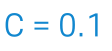 C = 0.1